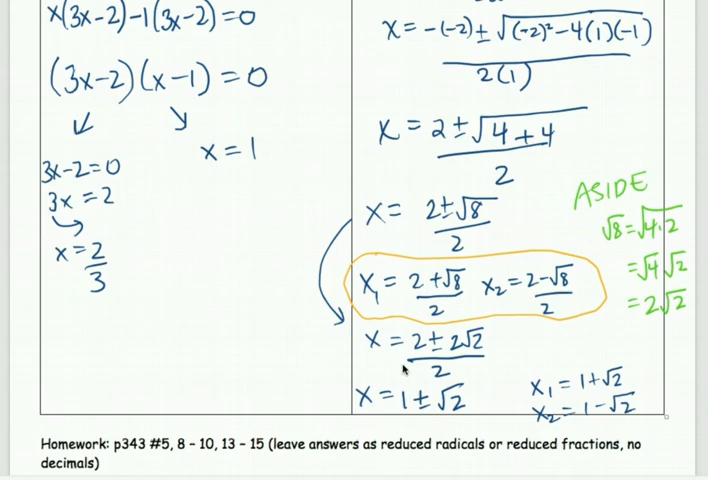 x(3x-2)-1(3x-2)=0
(3x-2)(x-1)=0
3x-2=0
3x=2
x=2/3
x=1
x=-(-2)±√((-2)²-4(1)(-1))/2(1)
x=2±√(4+4)/2
x=2±√8/2
x₁=2+√8/2 x₂=2-√8/2
x=2±2√2/2
x=1±√2
x₁=1+√2
x₂=1-√2
ASIDE
√8=√4·2
=√4√2
=2√2
Homework: p343 #5, 8 - 10, 13 - 15 (leave answers as reduced radicals or reduced fractions, no
decimals)